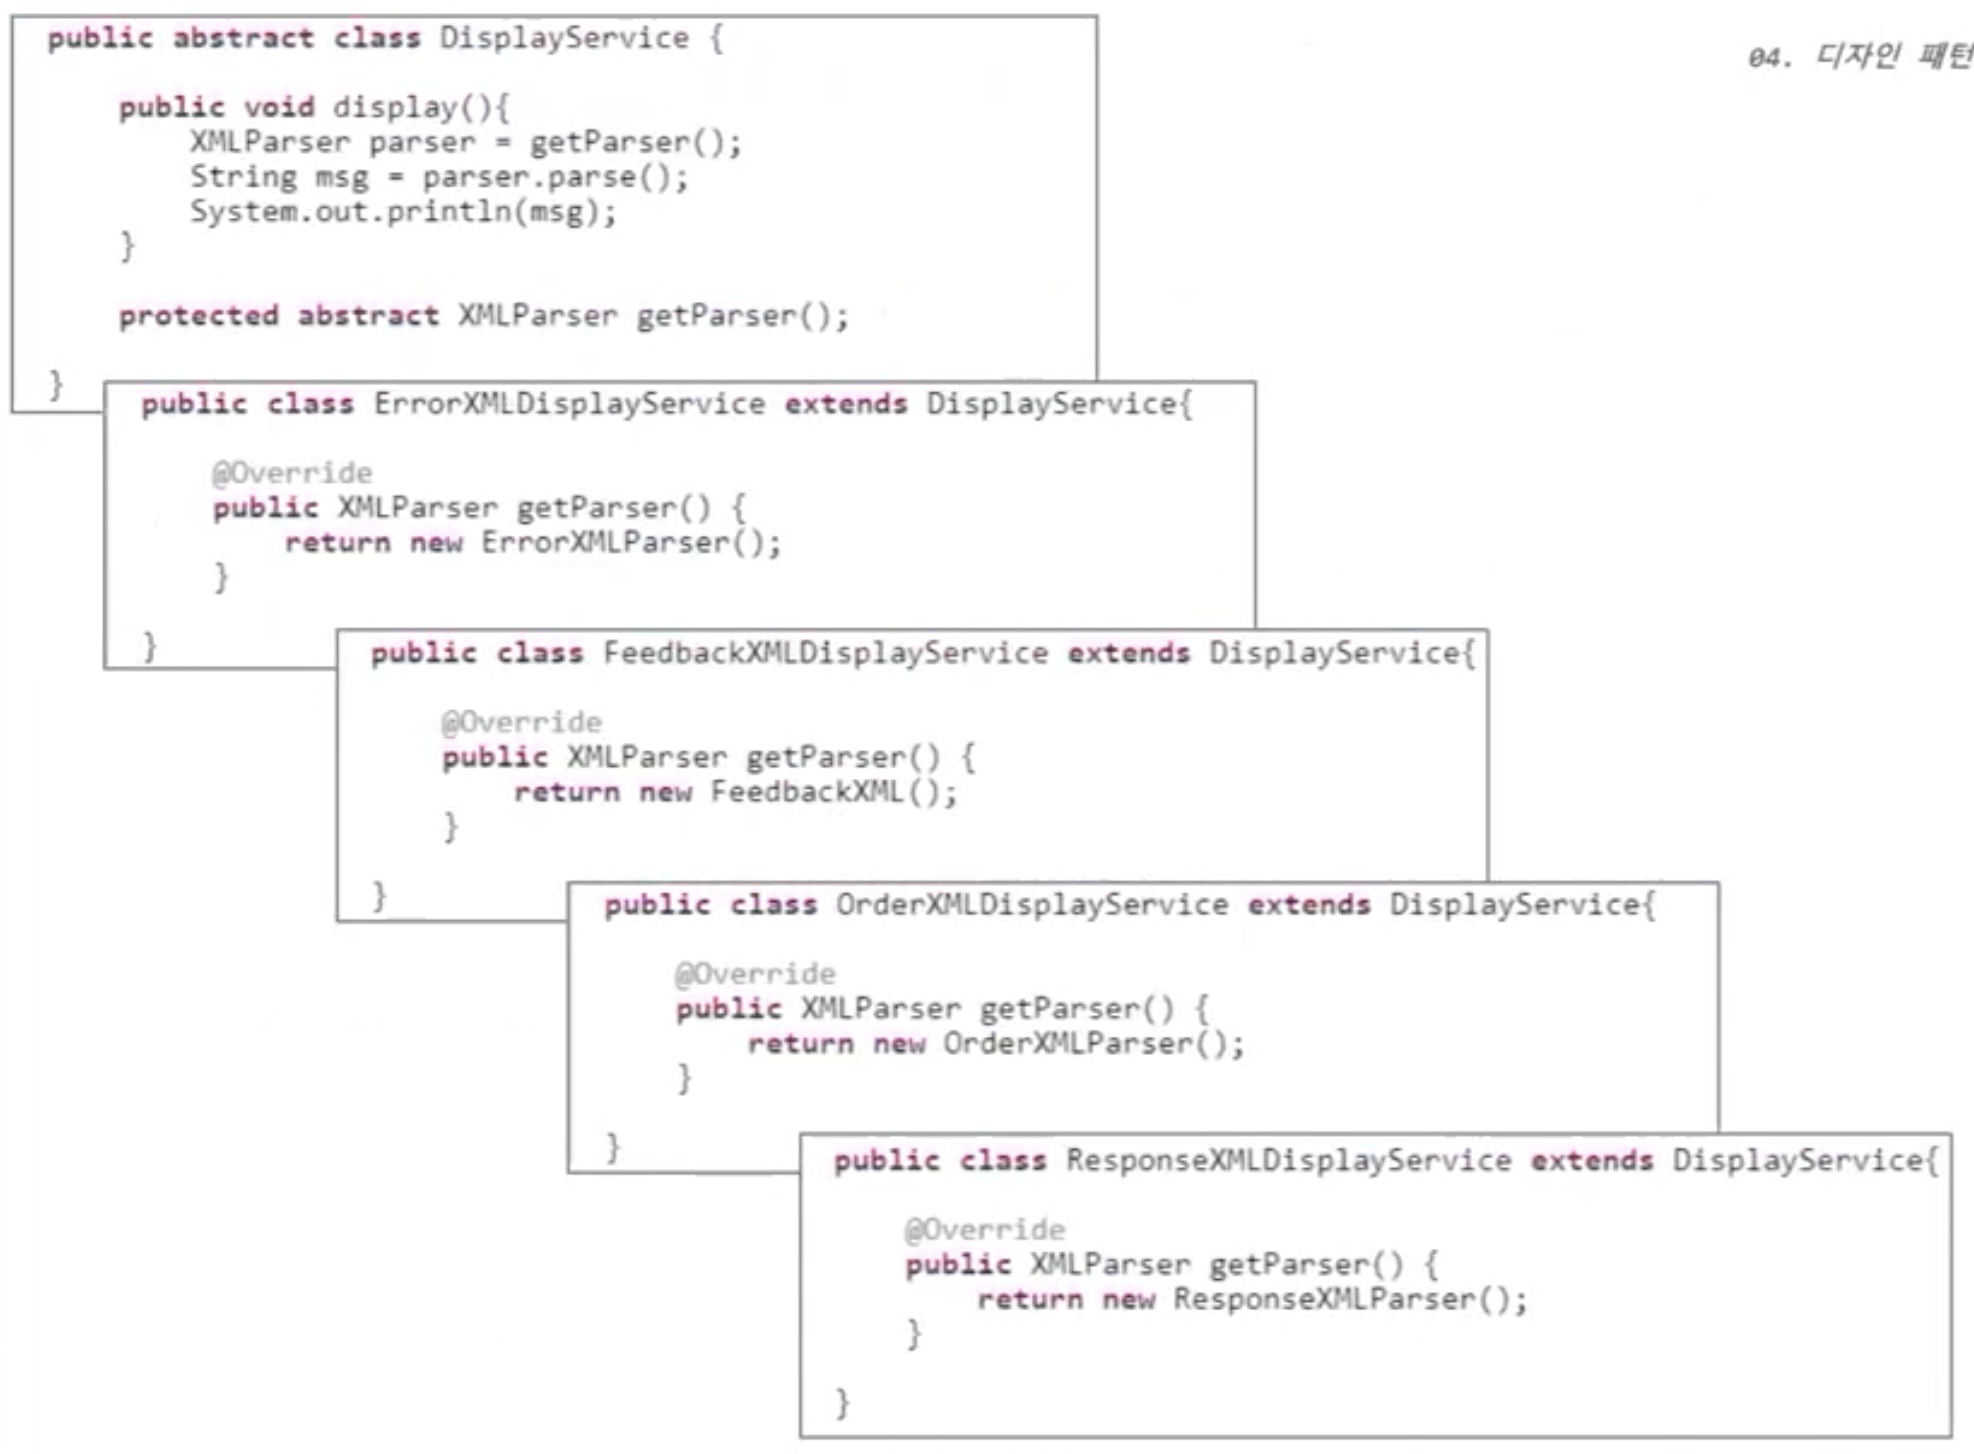 04. 디자인 패턴
public abstract class DisplayService {
public void display(){
XMLParser parser = getParser();
String msg = parser.parse();
System.out.println(msg);
}
protected abstract XMLParser getParser();
}
public class ErrorXMLDisplayService extends DisplayService{
@Override
public XMLParser getParser() {
return new ErrorXMLParser();
}
}
public class FeedbackXMLDisplayService extends DisplayService{
@Override
public XMLParser getParser() {
return new FeedbackXML();
}
}
public class OrderXMLDisplayService extends DisplayService{
@Override
public XMLParser getParser() {
return new OrderXMLParser();
}
}
public class ResponseXMLDisplayService extends DisplayService{
@Override
public XMLParser getParser() {
return new ResponseXMLParser();
}
}